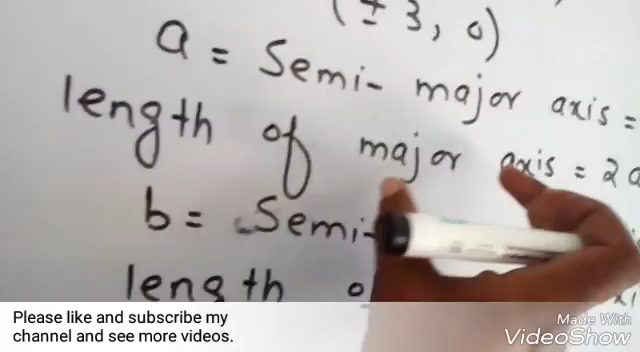 (± 3, 0)
a = Semi- major axis =
length of major axis = 2a
b = Semi-
length
Please like and subscribe my
channel and see more videos.
Made With
VideoShow